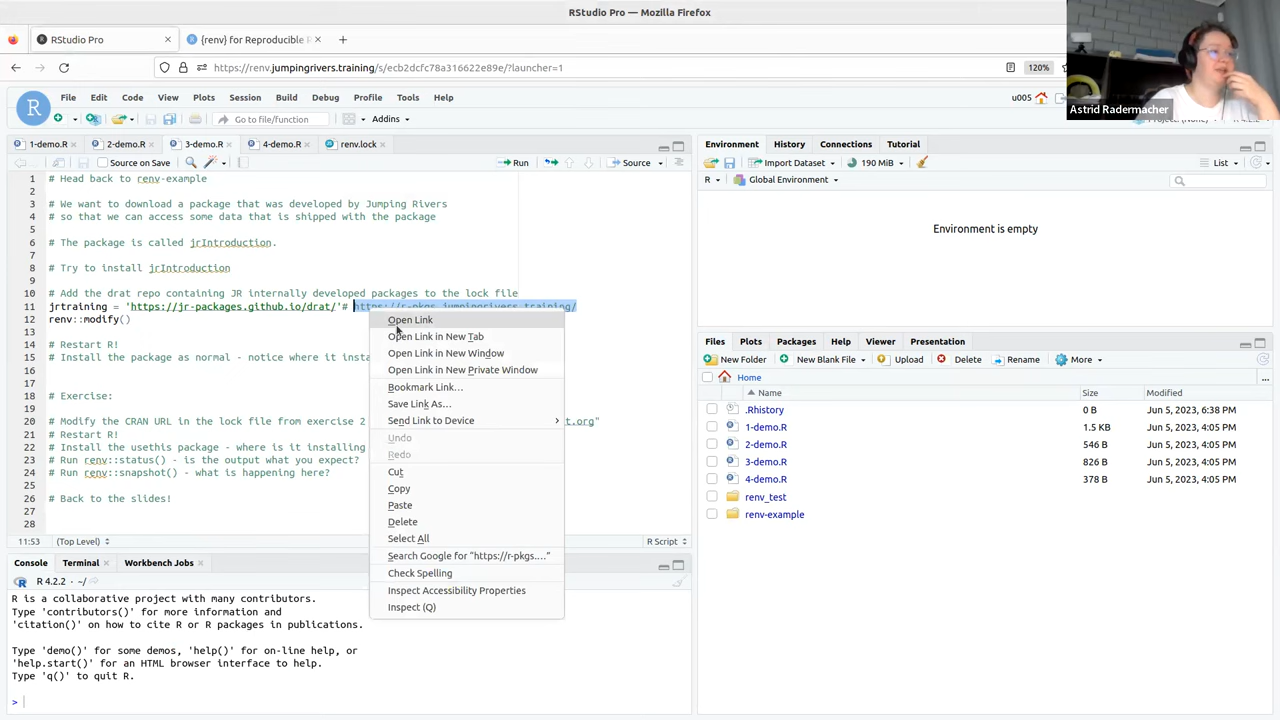 RStudio Pro — Mozilla Firefox
RStudio Pro
{renv} for Reproducible
https://renv.jumpingrivers.training/s/ecb2dcfc78a316622e89e/?launcher=1
120%
Astrid Radermacher
File Edit Code View Plots Session Build Debug Profile Tools Help
u005
Go to file/function
Addins
1-demo.R
2-demo.R
3-demo.R
4-demo.R
renv.lock
Source on Save
Run
Source
1 # Head back to renv-example
2
3 # We want to download a package that was developed by Jumping Rivers
4 # so that we can access some data that is shipped with the package
5
6 # The package is called jrIntroduction.
7
8 # Try to install jrIntroduction
9
10 # Add the drat repo containing JR internally developed packages to the lock file
11 jrtraining = 'https://jr-packages.github.io/drat/'# https://r-pkgs.jumpingrivers.training/
12 renv::modify()
13
14 # Restart R!
15 # Install the package as normal - notice where it insta
16
17
18 # Exercise:
19
20 # Modify the CRAN URL in the lock file from exercise 2
t.org"
21 # Restart R!
22 # Install the usethis package - where is it installing
23 # Run renv::status() - is the output what you expect?
24 # Run renv::snapshot() - what is happening here?
25
26 # Back to the slides!
27
28
11:53
(Top Level)
R Script
Open Link
Open Link in New Tab
Open Link in New Window
Open Link in New Private Window
Bookmark Link…
Save Link As…
Send Link to Device
Undo
Redo
Cut
Copy
Paste
Delete
Select All
Search Google for “https://r-pkgs.…”
Check Spelling
Inspect Accessibility Properties
Inspect (Q)
Console
Terminal
Workbench Jobs
R 4.2.2 · ~/
R is a collaborative project with many contributors.
Type 'contributors()' for more information and
'citation()' on how to cite R or R packages in publications.
Type 'demo()' for some demos, 'help()' for on-line help, or
'help.start()' for an HTML browser interface to help.
Type 'q()' to quit R.
>
Environment
History
Connections
Tutorial
Import Dataset
190 MiB
List
R
Global Environment
Environment is empty
Files
Plots
Packages
Help
Viewer
Presentation
New Folder
New Blank File
Upload
Delete
Rename
More
Home
...
Name
Size
Modified
.Rhistory 0 B Jun 5, 2023, 6:38 PM
1-demo.R 1.5 KB Jun 5, 2023, 4:05 PM
2-demo.R 546 B Jun 5, 2023, 4:05 PM
3-demo.R 826 B Jun 5, 2023, 4:05 PM
4-demo.R 378 B Jun 5, 2023, 4:05 PM
renv_test
renv-example